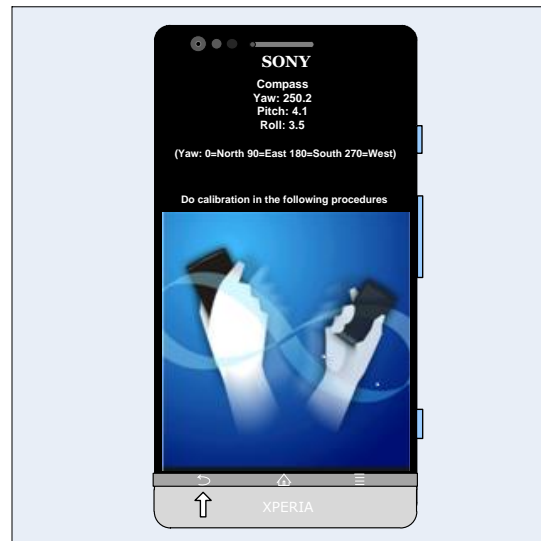 SONY
Compass
Yaw: 250.2
Pitch: 4.1
Roll: 3.5
(Yaw: 0=North 90=East 180=South 270=West)
Do calibration in the following procedures
XPERIA